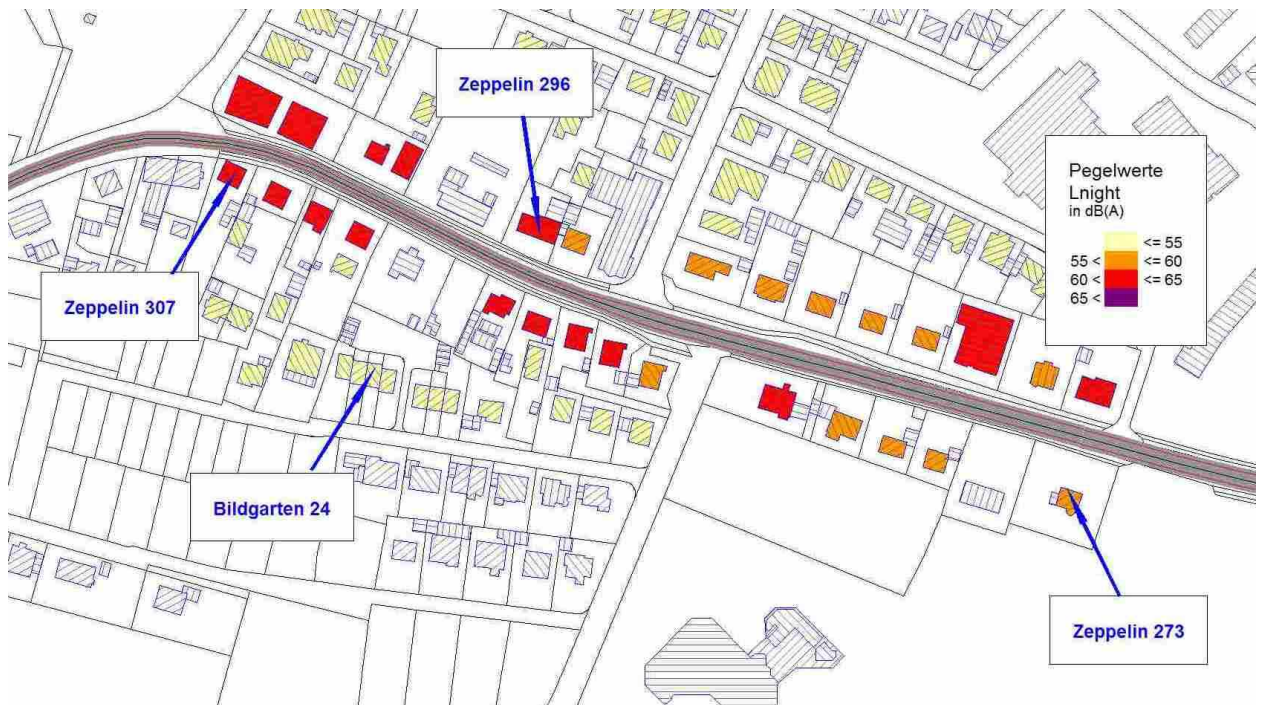 Zeppelin 296
Pegelwerte
Lnight
in dB(A)
<= 55
55 < <= 60
60 < <= 65
65 <
Zeppelin 307
Bildgarten 24
Zeppelin 273